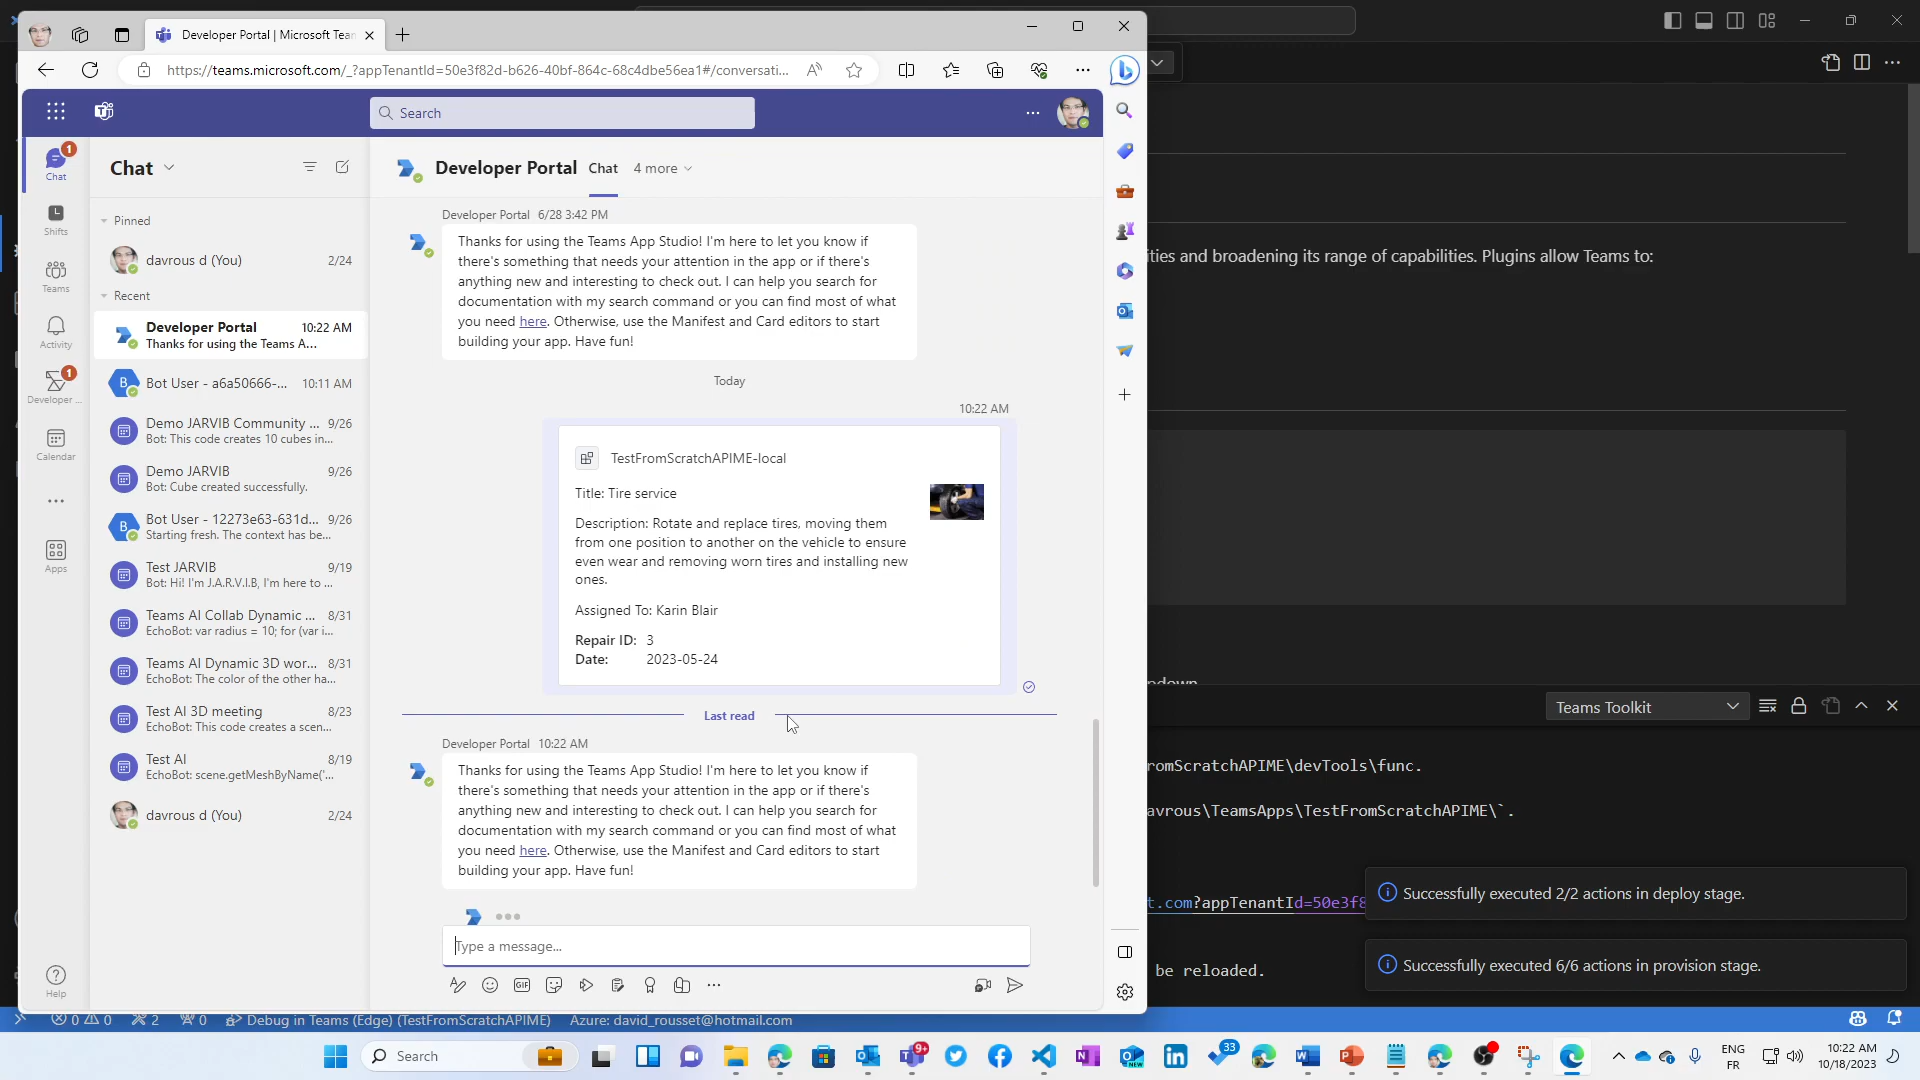 Developer Portal | Microsoft Team
https://teams.microsoft.com/_?appTenantId=50e3f82d-b626-40bf-864c-68c4dbe56ea1#/conversati...
Search
1
Chat
Shifts
Teams
Activity
1
Developer ...
Calendar
Apps
Help
Chat
Pinned
davrous d (You) 2/24
Recent
Developer Portal 10:22 AM
Thanks for using the Teams A...
Bot User - a6a50666-... 10:11 AM
Demo JARVIB Community ... 9/26
Bot: This code creates 10 cubes in...
Demo JARVIB 9/26
Bot: Cube created successfully.
Bot User - 12273e63-631d... 9/26
Starting fresh. The context has be...
Test JARVIB 9/19
Bot: Hi! I'm J.A.R.V.I.B, I'm here to ...
Teams AI Collab Dynamic ... 8/31
EchoBot: var radius = 10; for (var i...
Teams AI Dynamic 3D wor... 8/31
EchoBot: The color of the other ha...
Test AI 3D meeting 8/23
EchoBot: This code creates a scen...
Test AI 8/19
EchoBot: scene.getMeshByName('...
davrous d (You) 2/24
Developer Portal Chat 4 more
Developer Portal 6/28 3:42 PM
Thanks for using the Teams App Studio! I'm here to let you know if
there's something that needs your attention in the app or if there's
anything new and interesting to check out. I can help you search for
documentation with my search command or you can find most of what
you need here. Otherwise, use the Manifest and Card editors to start
building your app. Have fun!
Today
10:22 AM
TestFromScratchAPIME-local
Title: Tire service
Description: Rotate and replace tires, moving them
from one position to another on the vehicle to ensure
even wear and removing worn tires and installing new
ones.
Assigned To: Karin Blair
Repair ID: 3
Date: 2023-05-24
Last read
Developer Portal 10:22 AM
Thanks for using the Teams App Studio! I'm here to let you know if
there's something that needs your attention in the app or if there's
anything new and interesting to check out. I can help you search for
documentation with my search command or you can find most of what
you need here. Otherwise, use the Manifest and Card editors to start
building your app. Have fun!
Type a message...
GIF
ities and broadening its range of capabilities. Plugins allow Teams to:
Teams Toolkit
romScratchAPIME\devTools\func.
avrous\TeamsApps\TestFromScratchAPIME\`.
t.com?appTenantId=50e3f8
be reloaded.
Successfully executed 2/2 actions in deploy stage.
Successfully executed 6/6 actions in provision stage.
0 0 2 0 Debug in Teams (Edge) (TestFromScratchAPIME) Azure: david_rousset@hotmail.com
Search
9+
33
ENG
FR
10:22 AM
10/18/2023